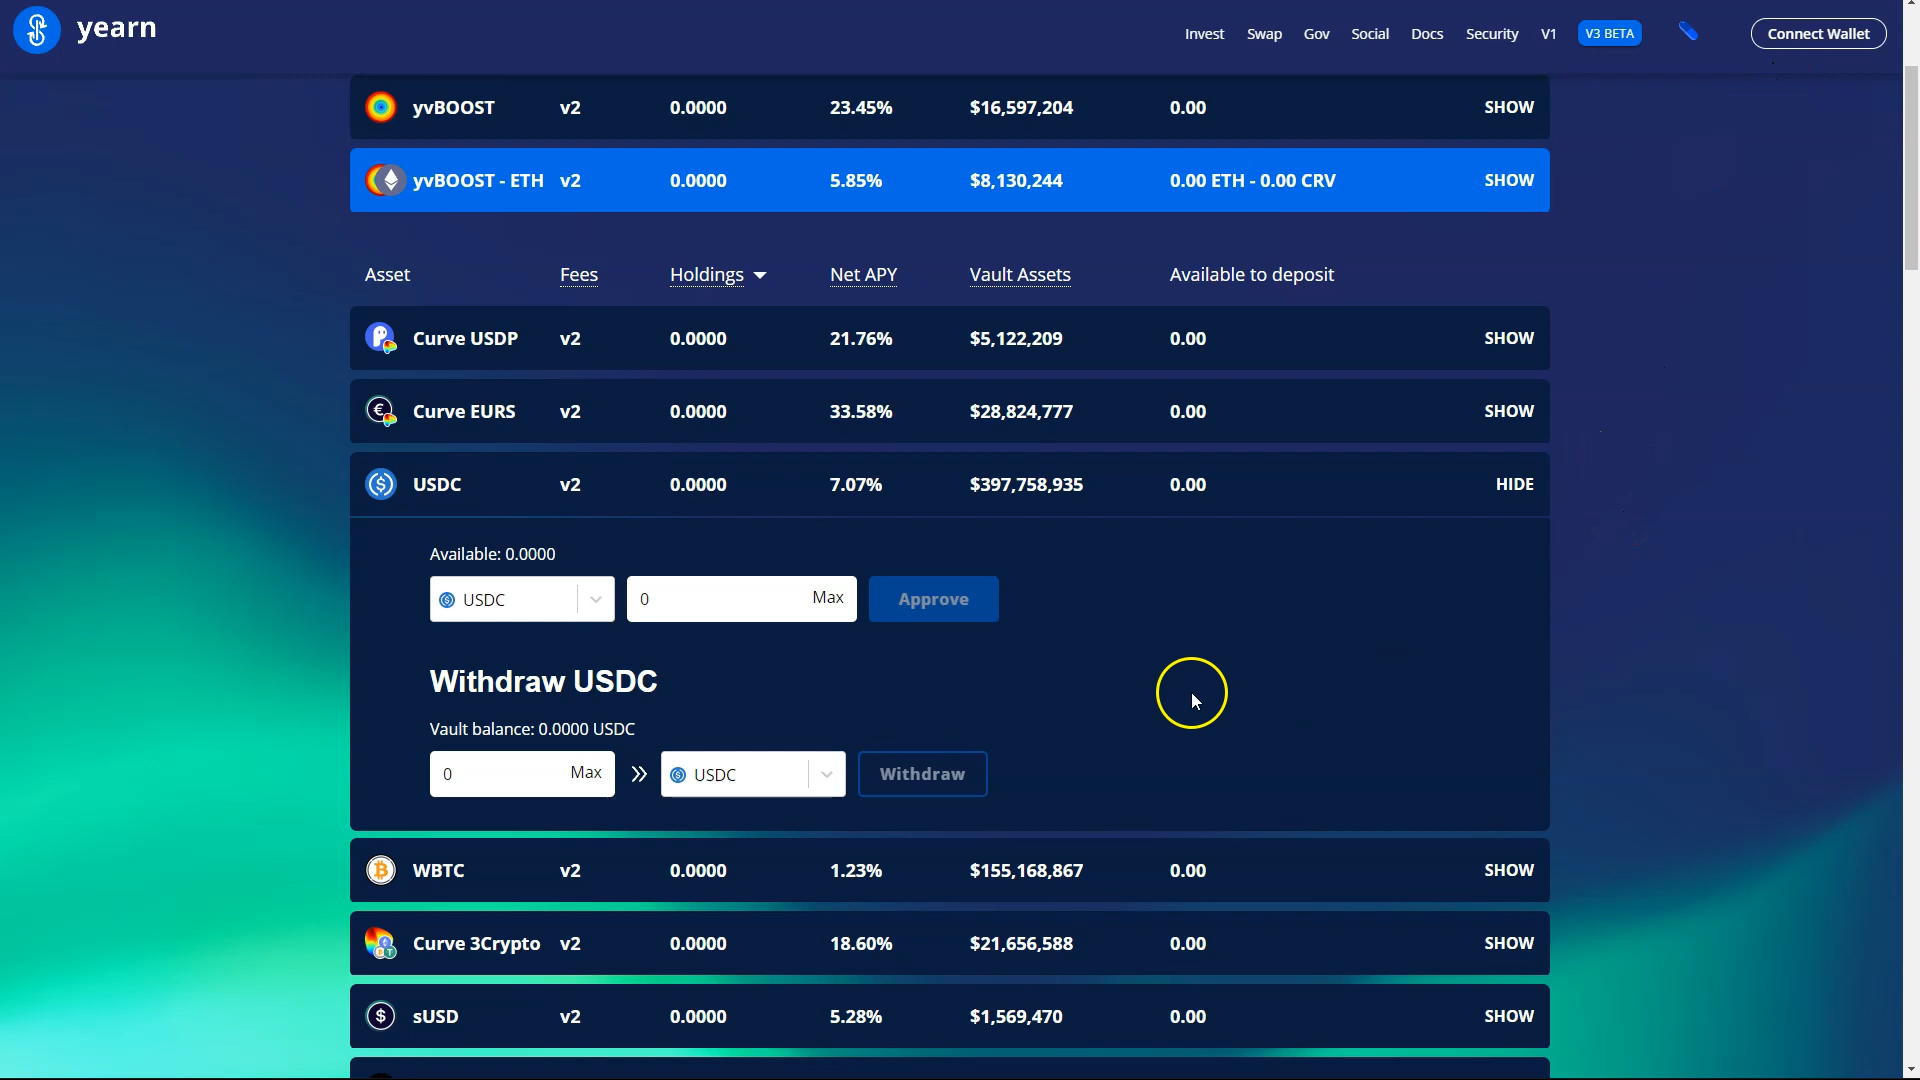 yearn
Invest Swap Gov Social Docs Security V1 V3 BETA Connect Wallet
yvBOOST v2 0.0000 23.45% $16,597,204 0.00 SHOW
yvBOOST - ETH v2 0.0000 5.85% $8,130,244 0.00 ETH - 0.00 CRV SHOW
Asset Fees Holdings Net APY Vault Assets Available to deposit
Curve USDP v2 0.0000 21.76% $5,122,209 0.00 SHOW
Curve EURS v2 0.0000 33.58% $28,824,777 0.00 SHOW
USDC v2 0.0000 7.07% $397,758,935 0.00 HIDE
Available: 0.0000
USDC 0 Max Approve
Withdraw USDC
Vault balance: 0.0000 USDC
0 Max USDC Withdraw
WBTC v2 0.0000 1.23% $155,168,867 0.00 SHOW
Curve 3Crypto v2 0.0000 18.60% $21,656,588 0.00 SHOW
sUSD v2 0.0000 5.28% $1,569,470 0.00 SHOW